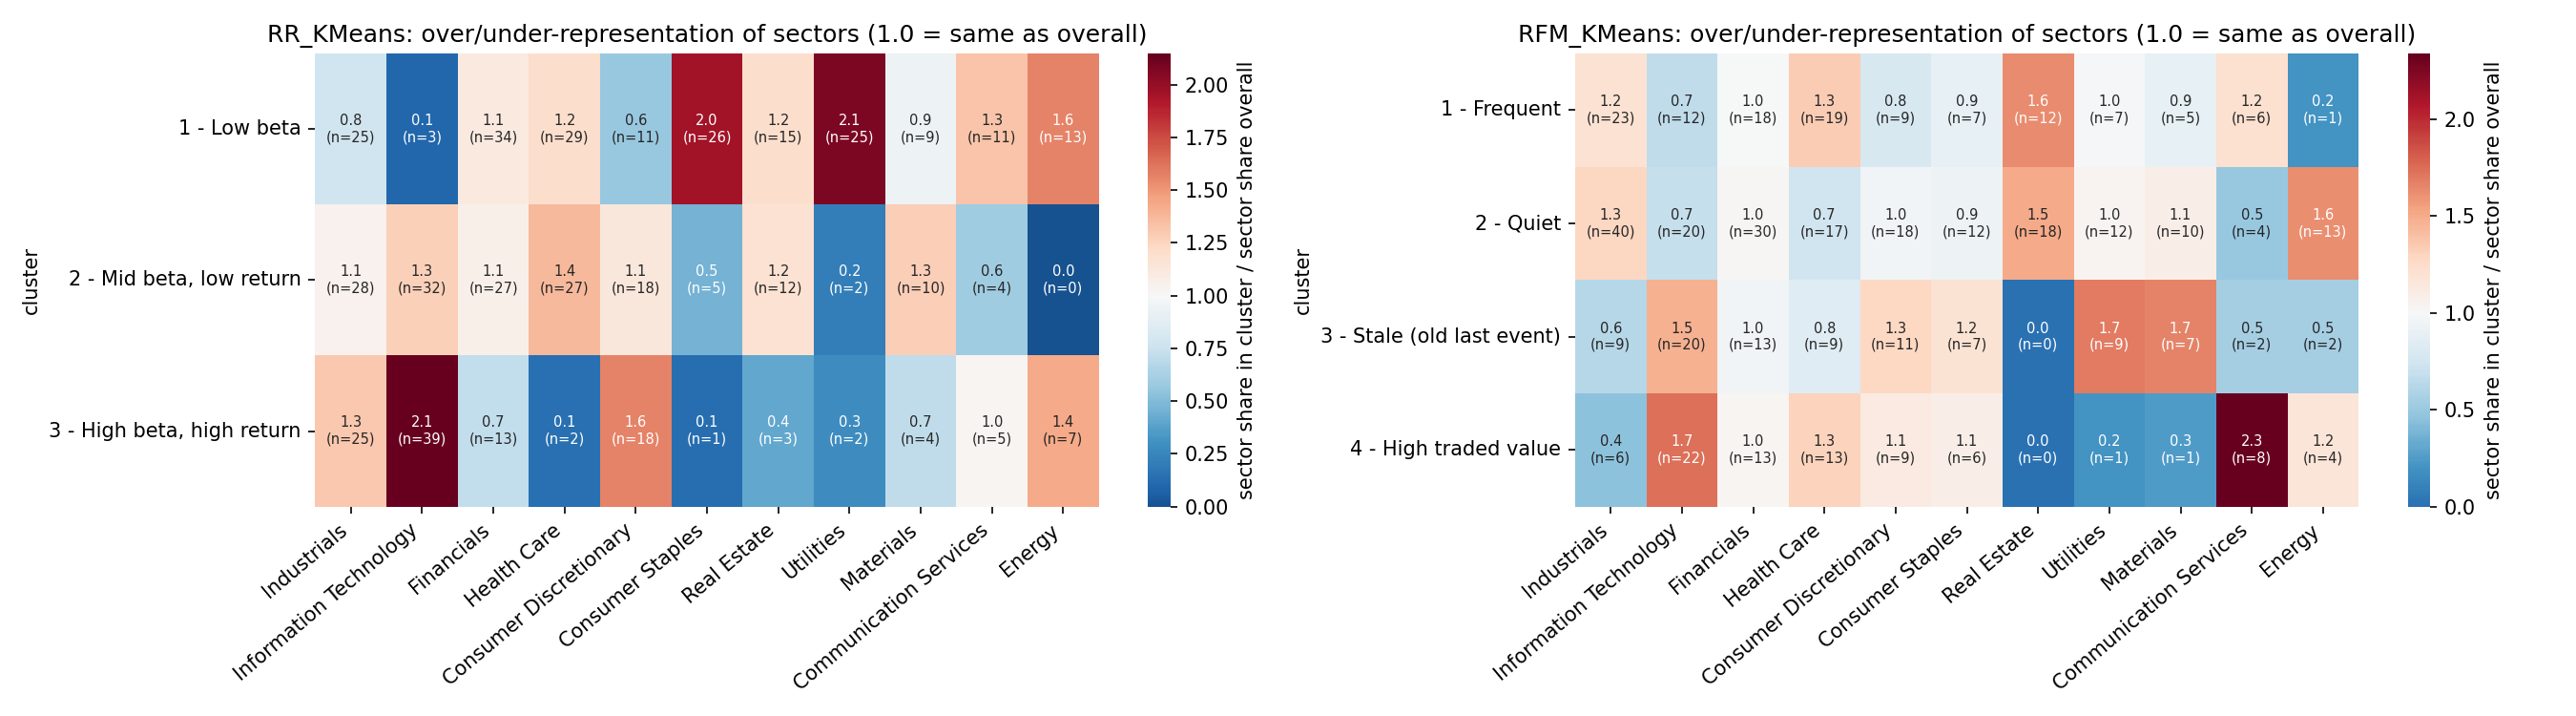 RR_KMeans: over/under-representation of sectors (1.0 = same as overall)
cluster
1 - Low beta
0.8 0.1 1.1 1.2 0.6 2.0 1.2 2.1 0.9 1.3 1.6
(n=25) (n=3) (n=34) (n=29) (n=11) (n=26) (n=15) (n=25) (n=9) (n=11) (n=13)
2 - Mid beta, low return
1.1 1.3 1.1 1.4 1.1 0.5 1.2 0.2 1.3 0.6 0.0
(n=28) (n=32) (n=27) (n=27) (n=18) (n=5) (n=12) (n=2) (n=10) (n=4) (n=0)
3 - High beta, high return
1.3 2.1 0.7 0.1 1.6 0.1 0.4 0.3 0.7 1.0 1.4
(n=25) (n=39) (n=13) (n=2) (n=18) (n=1) (n=3) (n=2) (n=4) (n=5) (n=7)
Industrials
Information Technology
Financials
Health Care
Consumer Discretionary
Consumer Staples
Real Estate
Utilities
Materials
Communication Services
Energy
2.00
1.75
1.50
1.25
1.00
0.75
0.50
0.25
0.00
sector share in cluster / sector share overall
RFM_KMeans: over/under-representation of sectors (1.0 = same as overall)
cluster
1 - Frequent
1.2 0.7 1.0 1.3 0.8 0.9 1.6 1.0 0.9 1.2 0.2
(n=23) (n=12) (n=18) (n=19) (n=9) (n=7) (n=12) (n=7) (n=5) (n=6) (n=1)
2 - Quiet
1.3 0.7 1.0 0.7 1.0 0.9 1.5 1.0 1.1 0.5 1.6
(n=40) (n=20) (n=30) (n=17) (n=18) (n=12) (n=18) (n=12) (n=10) (n=4) (n=13)
3 - Stale (old last event)
0.6 1.5 1.0 0.8 1.3 1.2 0.0 1.7 1.7 0.5 0.5
(n=9) (n=20) (n=13) (n=9) (n=11) (n=7) (n=0) (n=9) (n=7) (n=2) (n=2)
4 - High traded value
0.4 1.7 1.0 1.3 1.1 1.1 0.0 0.2 0.3 2.3 1.2
(n=6) (n=22) (n=13) (n=13) (n=9) (n=6) (n=0) (n=1) (n=1) (n=8) (n=4)
Industrials
Information Technology
Financials
Health Care
Consumer Discretionary
Consumer Staples
Real Estate
Utilities
Materials
Communication Services
Energy
2.0
1.5
1.0
0.5
0.0
sector share in cluster / sector share overall